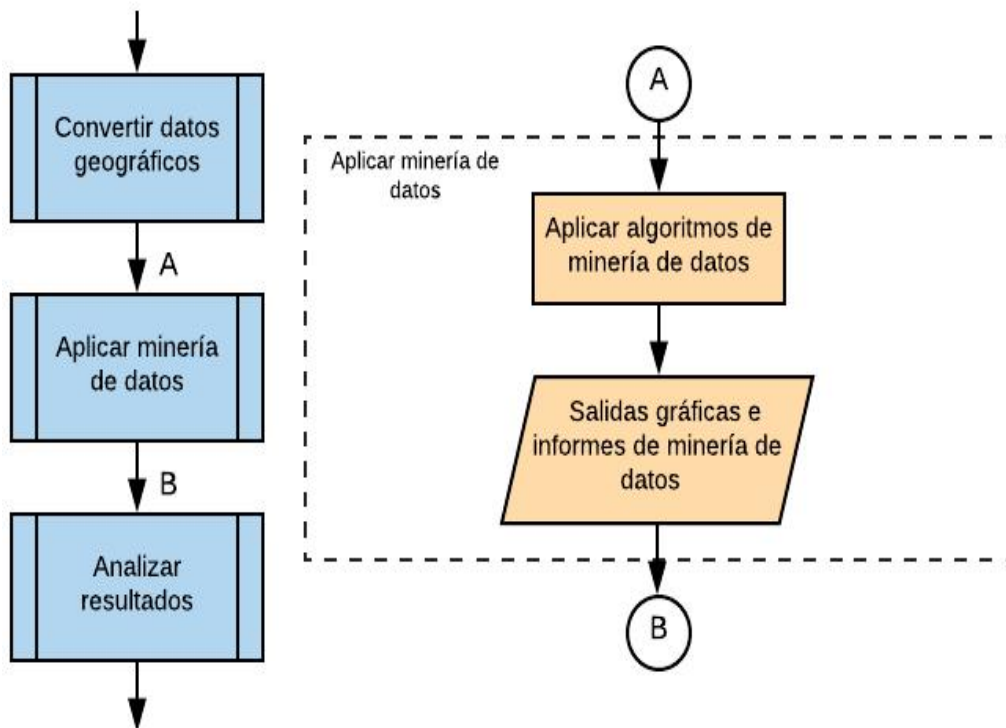 Convertir datos
geográficos
A
Aplicar minería
de datos
B
Analizar
resultados
A
Aplicar minería de
datos
Aplicar algoritmos de
minería de datos
Salidas gráficas e
informes de minería de
datos
B